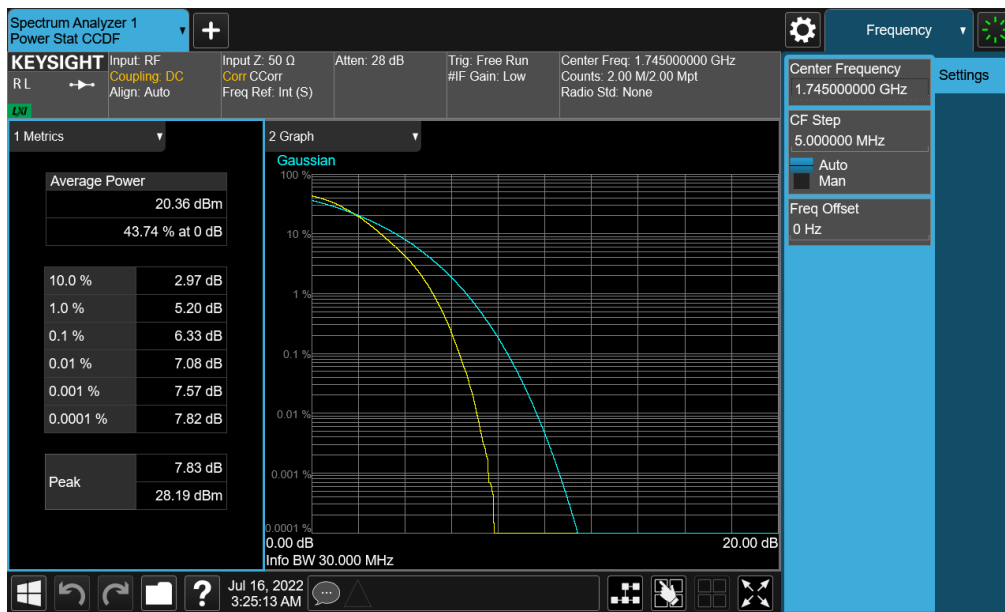 Spectrum Analyzer 1
Power Stat CCDF
Frequency
KEYSIGHT
R L
LXI
Input: RF
Coupling: DC
Align: Auto
Input Z: 50 Ω
Corr CCorr
Freq Ref: Int (S)
Atten: 28 dB
Trig: Free Run
#IF Gain: Low
Center Freq: 1.745000000 GHz
Counts: 2.00 M/2.00 Mpt
Radio Std: None
Center Frequency
1.745000000 GHz
Settings
CF Step
5.000000 MHz
Auto
Man
Freq Offset
0 Hz
1 Metrics
Average Power
20.36 dBm
43.74 % at 0 dB
10.0 % 2.97 dB
1.0 % 5.20 dB
0.1 % 6.33 dB
0.01 % 7.08 dB
0.001 % 7.57 dB
0.0001 % 7.82 dB
Peak
7.83 dB
28.19 dBm
2 Graph
Gaussian
100 %
10 %
1 %
0.1 %
0.01 %
0.001 %
0.0001 %
0.00 dB 20.00 dB
Info BW 30.000 MHz
?
Jul 16, 2022
3:25:13 AM